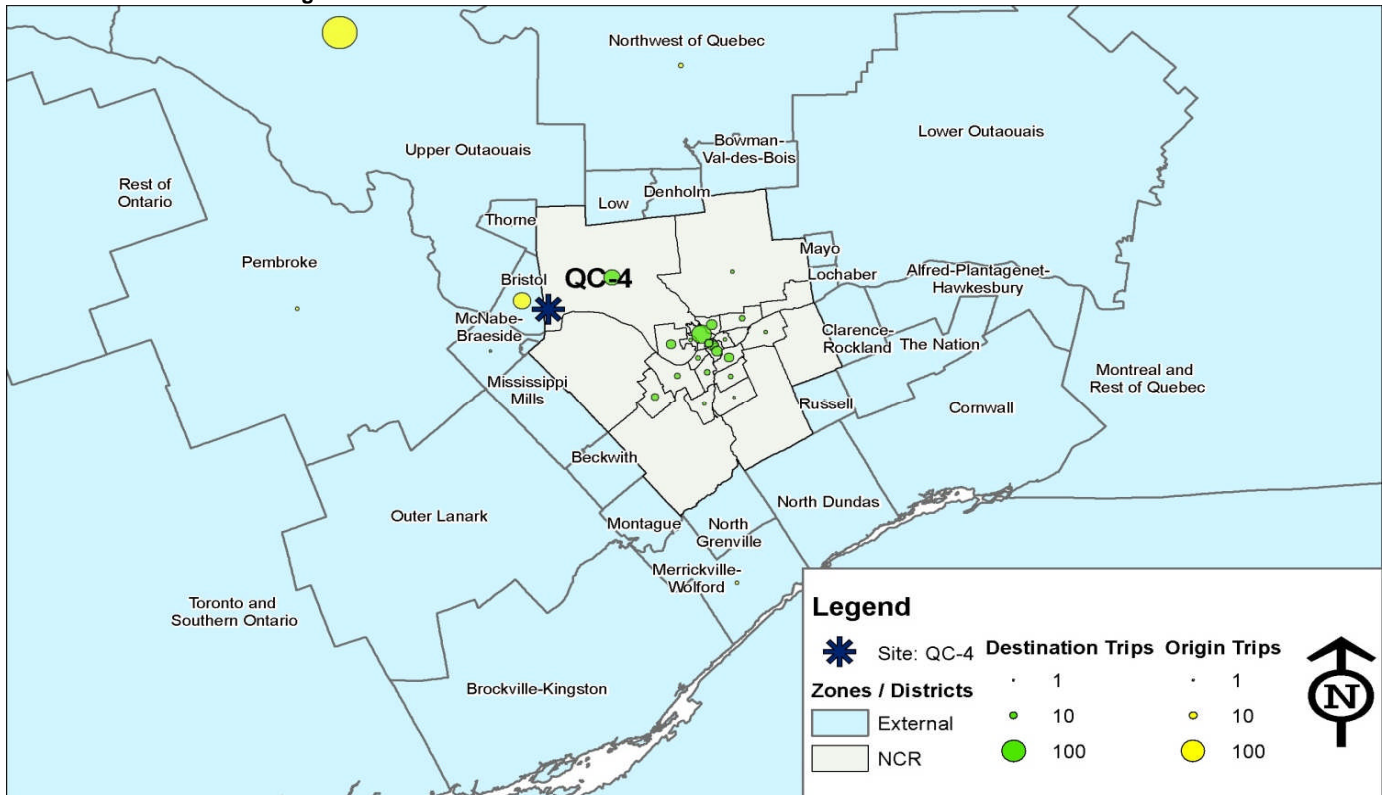 Northwest of Quebec
Lower Outaouais
Bowman-
Val-des-Bois
Upper Outaouais
Rest of
Ontario
Denholm
Low
Thorne
Mayo
Pembroke
Lochaber
Alfred-Plantagenet-
Hawkesbury
Bristol
QC-4
McNabe-
Braeside
Clarence-
Rockland
The Nation
Montreal and
Rest of Quebec
Mississippi
Mills
Russell
Cornwall
Beckwith
North Dundas
Outer Lanark
Montague
North
Grenville
Merrickville-
Wolford
Toronto and
Southern Ontario
Brockville-Kingston
Legend
Site: QC-4
Zones / Districts
External
NCR
Destination Trips
1
10
100
Origin Trips
1
10
100
N